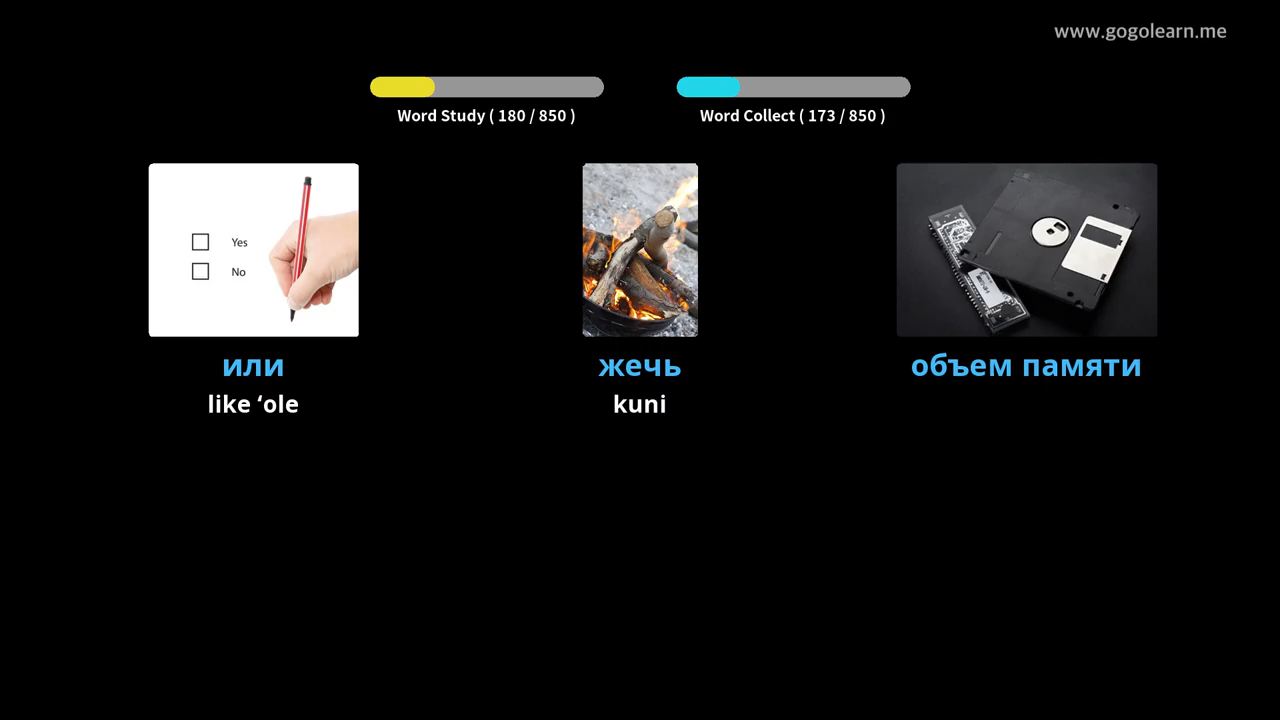 www.gogolearn.me
Word Study ( 180 / 850 )
Word Collect ( 173 / 850 )
Yes
No
или
жечь
объем памяти
like ‘ole
kuni